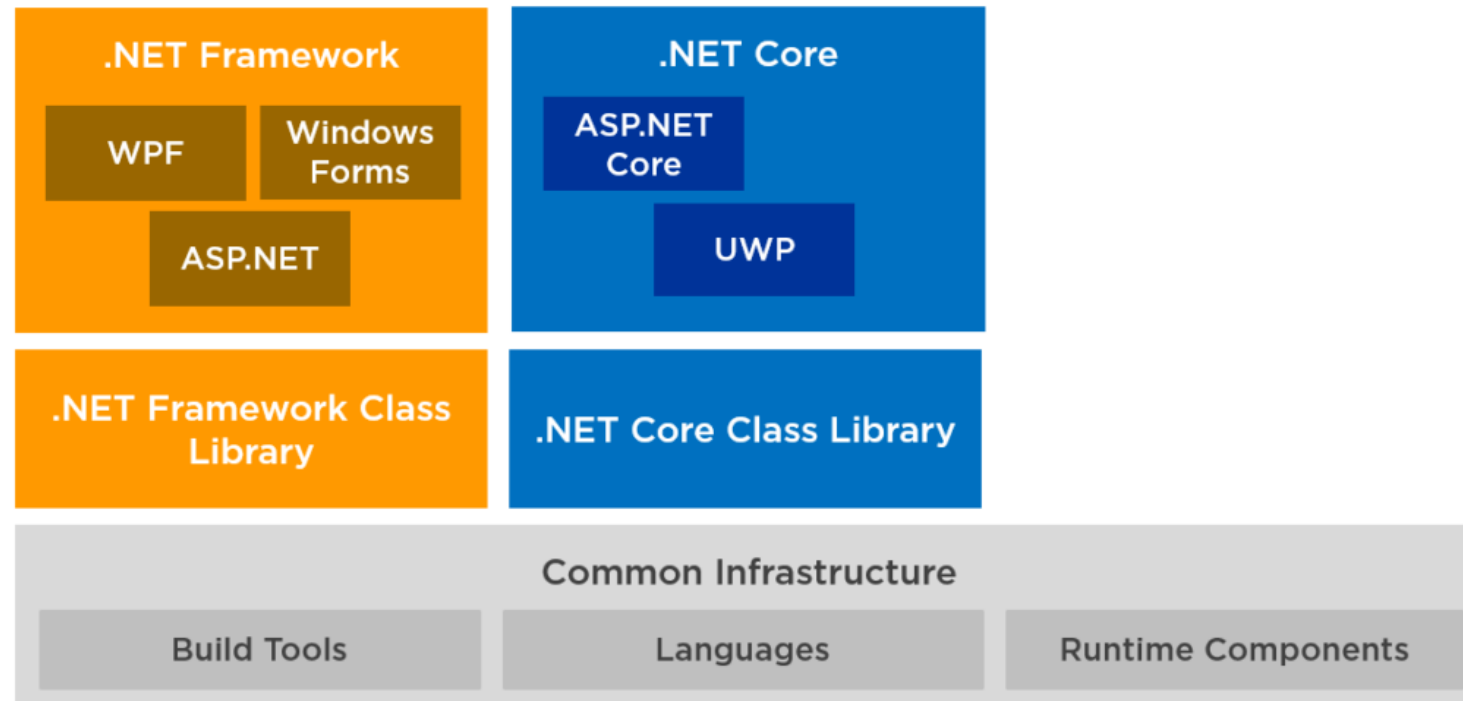 .NET Framework
WPF
Windows
Forms
ASP.NET
.NET Core
ASP.NET
Core
UWP
.NET Framework Class
Library
.NET Core Class Library
Common Infrastructure
Build Tools
Languages
Runtime Components